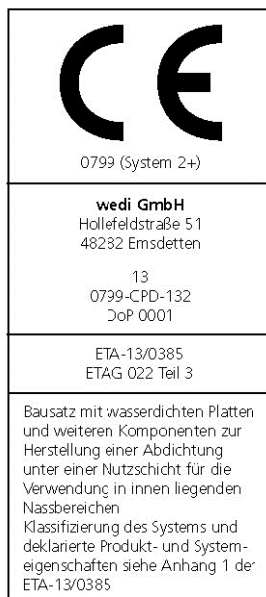 CE
0799 (System 2+)
wedi GmbH
Hollefeldstraße 51
48282 Emsdetten
13
0799-CPD-132
DoP 0001
ETA-13/0385
ETAG 022 Teil 3
Bausatz mit wasserdichten Platten
und weiteren Komponenten zur
Herstellung einer Abdichtung
unter einer Nutzschicht für die
Verwendung in innen liegenden
Nassbereichen
Klassifizierung des Systems und
deklarierte Produkt- und System-
eigenschaften siehe Anhang 1 der
ETA-13/0385